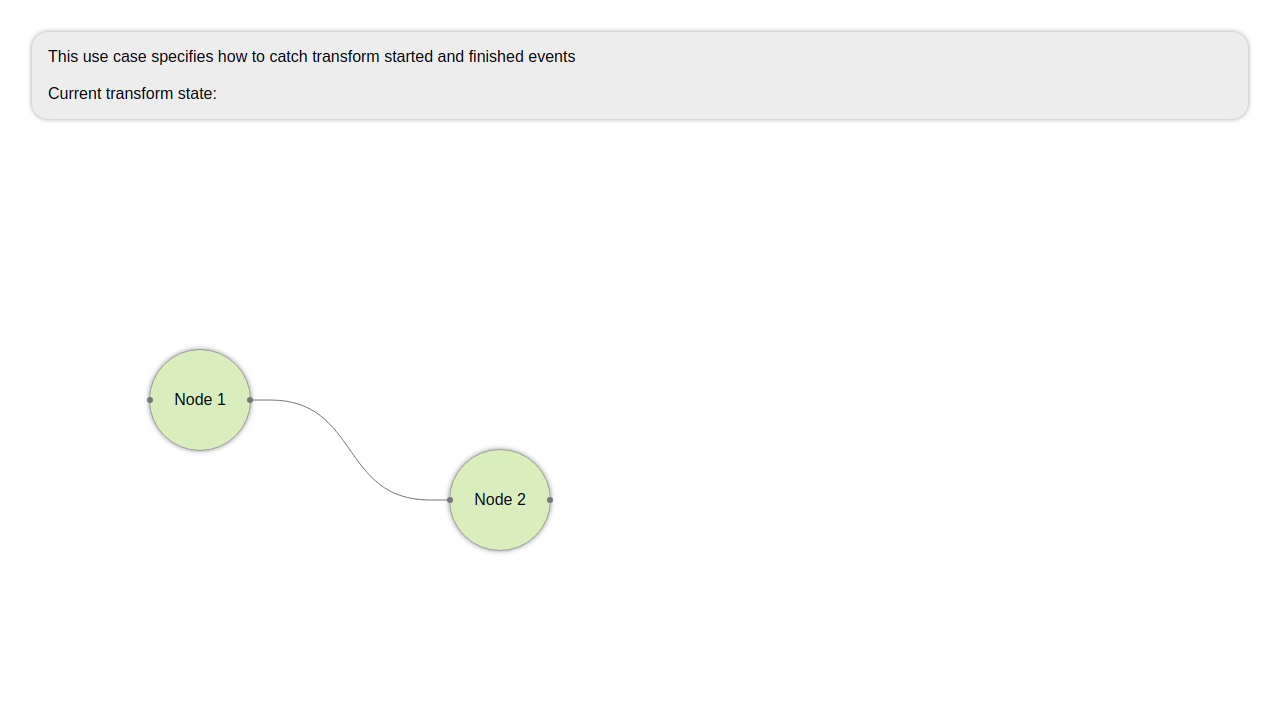 This use case specifies how to catch transform started and finished events
Current transform state:
Node 1
Node 2